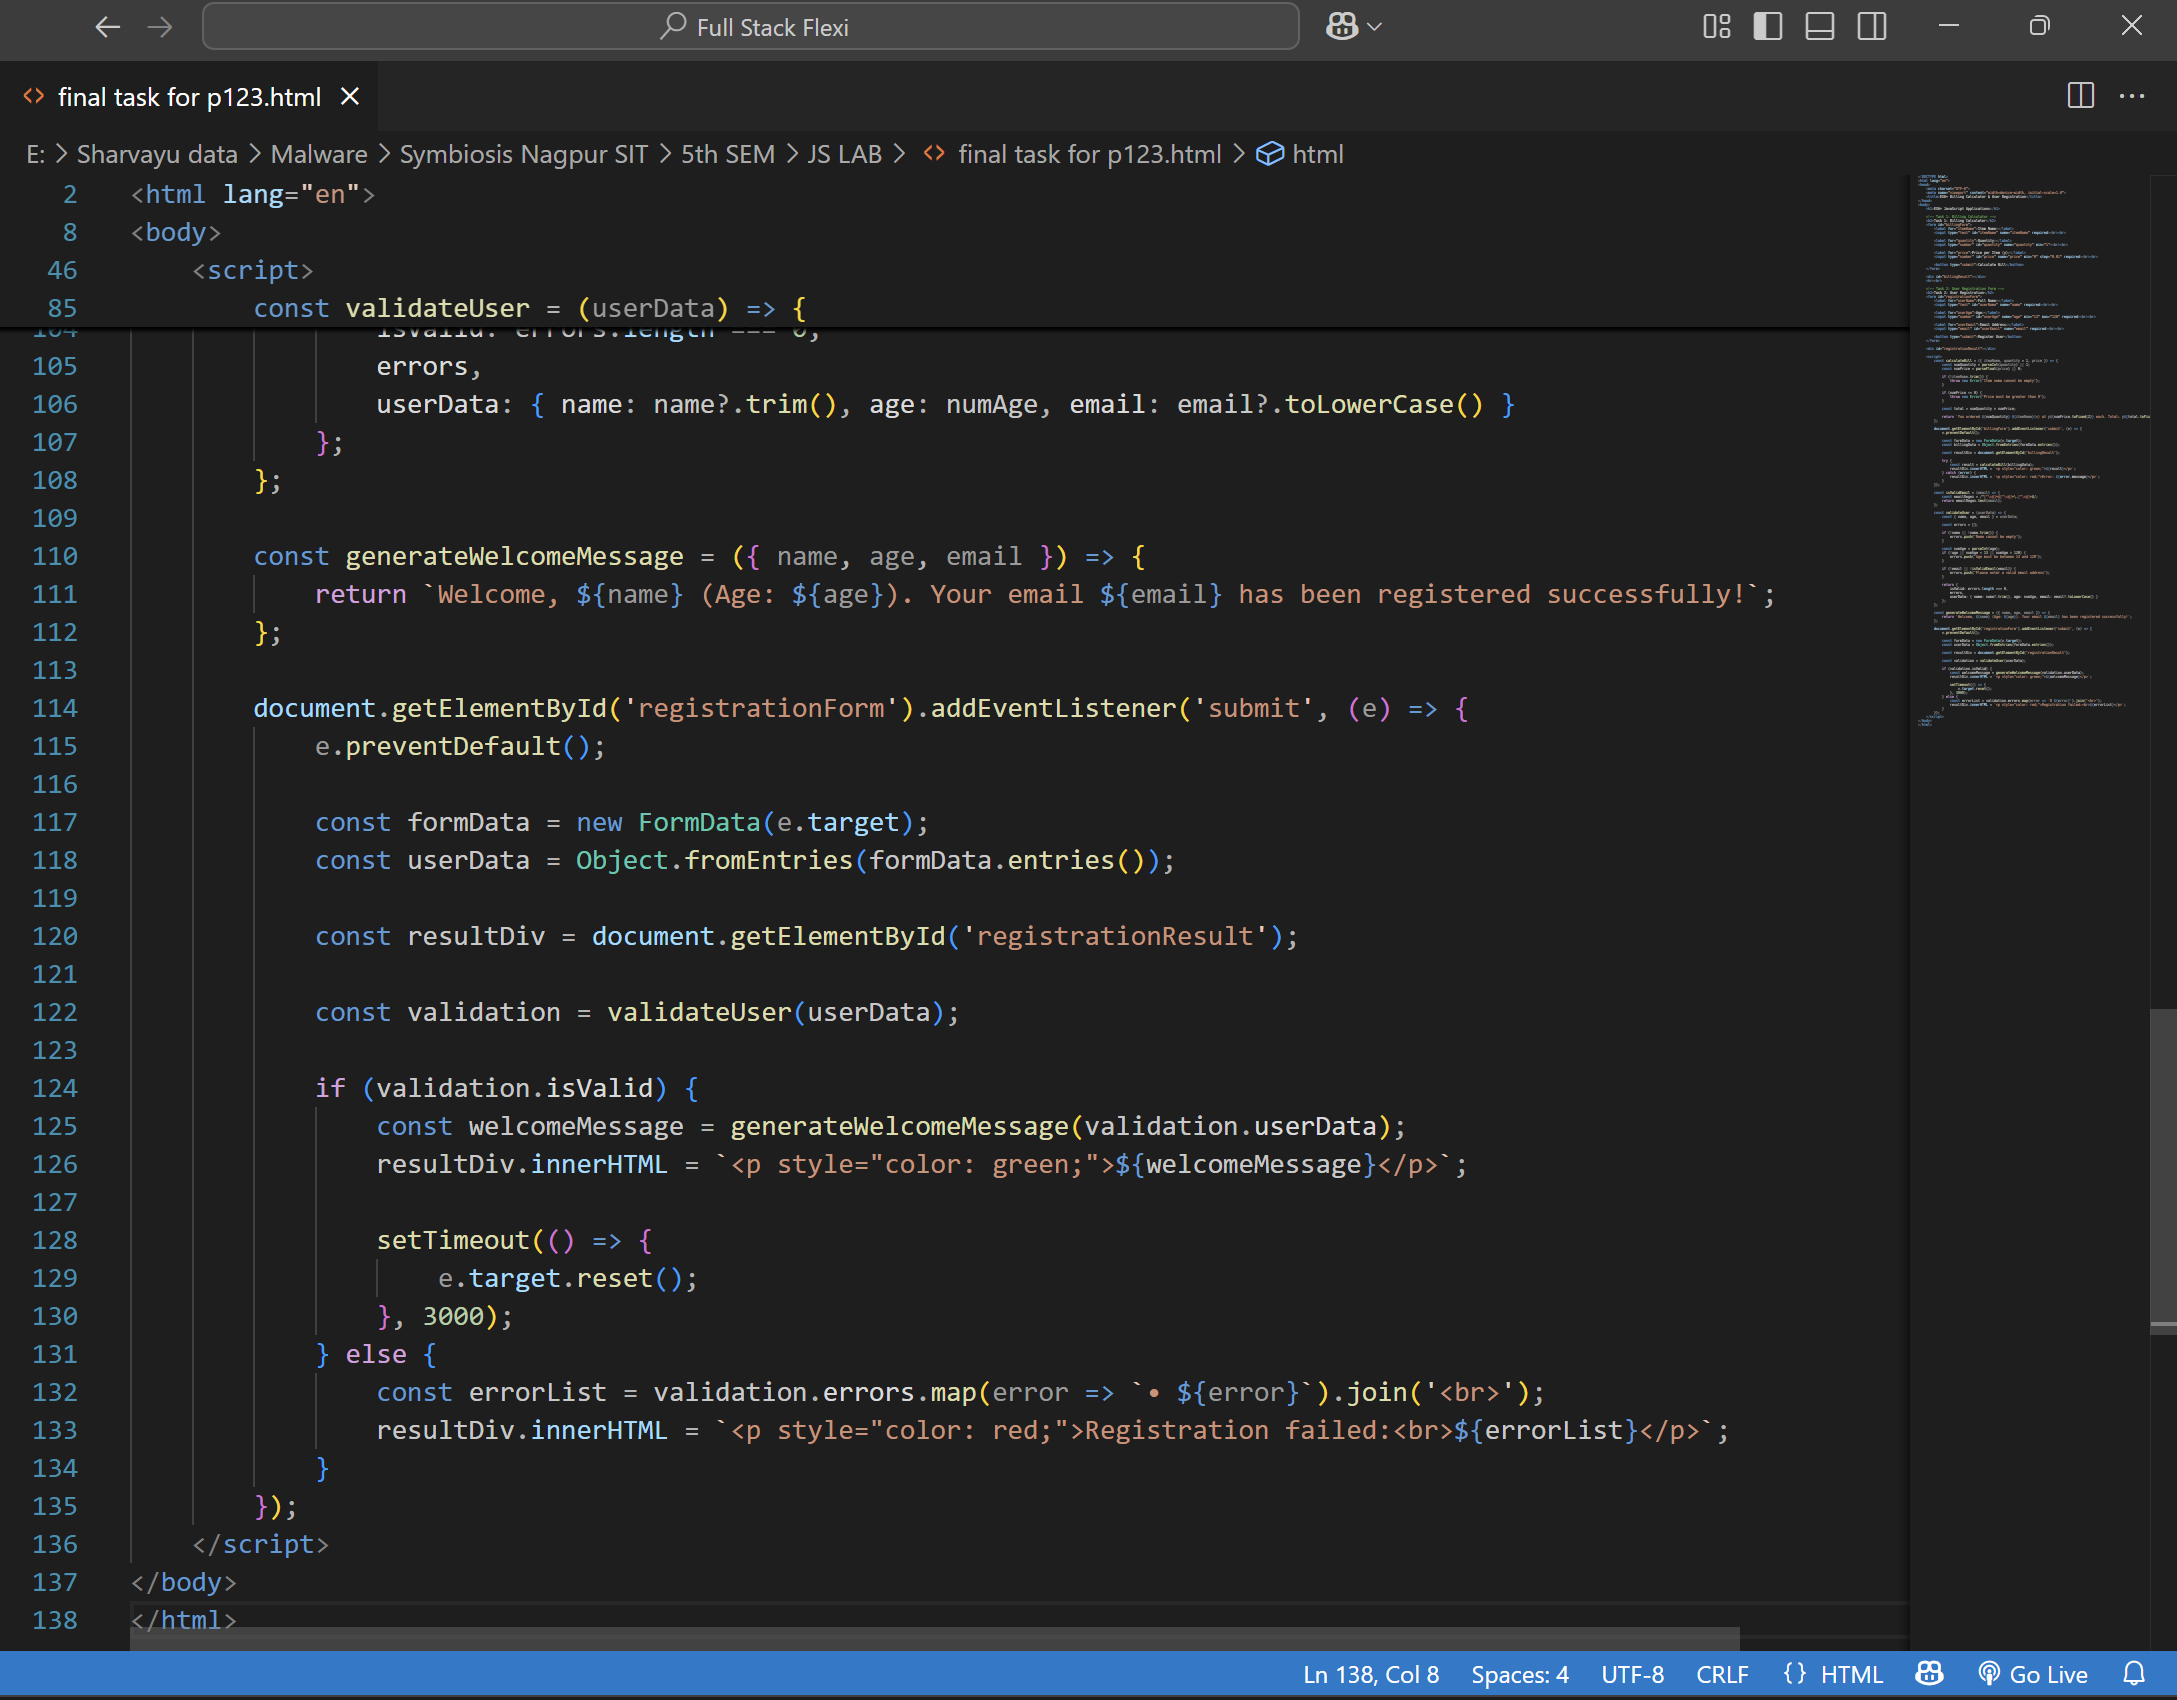 Full Stack Flexi
final task for p123.html
E: > Sharvayu data > Malware > Symbiosis Nagpur SIT > 5th SEM > JS LAB > <> final task for p123.html > html
2 <html lang="en">
8 <body>
46 <script>
85 const validateUser = (userData) => {
104 isValid: errors.length === 0,
105 errors,
106 userData: { name: name?.trim(), age: numAge, email: email?.toLowerCase() }
107 };
108 };
109
110 const generateWelcomeMessage = ({ name, age, email }) => {
111 return `Welcome, ${name} (Age: ${age}). Your email ${email} has been registered successfully!`;
112 };
113
114 document.getElementById('registrationForm').addEventListener('submit', (e) => {
115 e.preventDefault();
116
117 const formData = new FormData(e.target);
118 const userData = Object.fromEntries(formData.entries());
119
120 const resultDiv = document.getElementById('registrationResult');
121
122 const validation = validateUser(userData);
123
124 if (validation.isValid) {
125 const welcomeMessage = generateWelcomeMessage(validation.userData);
126 resultDiv.innerHTML = `<p style="color: green;">${welcomeMessage}</p>`;
127
128 setTimeout(() => {
129 e.target.reset();
130 }, 3000);
131 } else {
132 const errorList = validation.errors.map(error => `• ${error}`).join('<br>');
133 resultDiv.innerHTML = `<p style="color: red;">Registration failed:<br>${errorList}</p>`;
134 }
135 });
136 </script>
137 </body>
138 </html>
Ln 138, Col 8 Spaces: 4 UTF-8 CRLF {} HTML Go Live